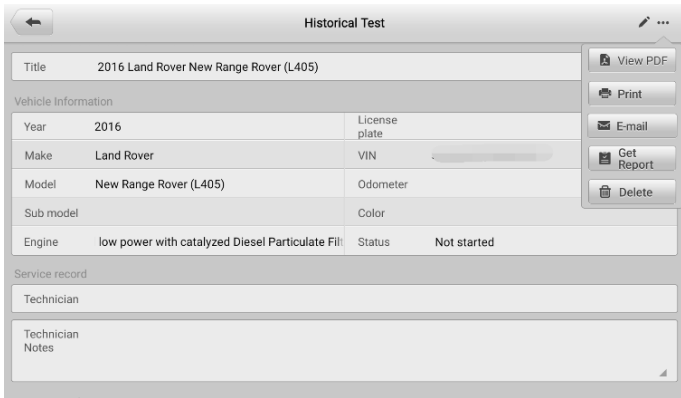 Historical Test
Title 2016 Land Rover New Range Rover (L405)
View PDF
Print
E-mail
Get
Report
Delete
Vehicle Information
Year 2016
License
plate
Make Land Rover
VIN
Model New Range Rover (L405)
Odometer
Sub model
Color
Engine low power with catalyzed Diesel Particulate Filt
Status Not started
Service record
Technician
Technician
Notes